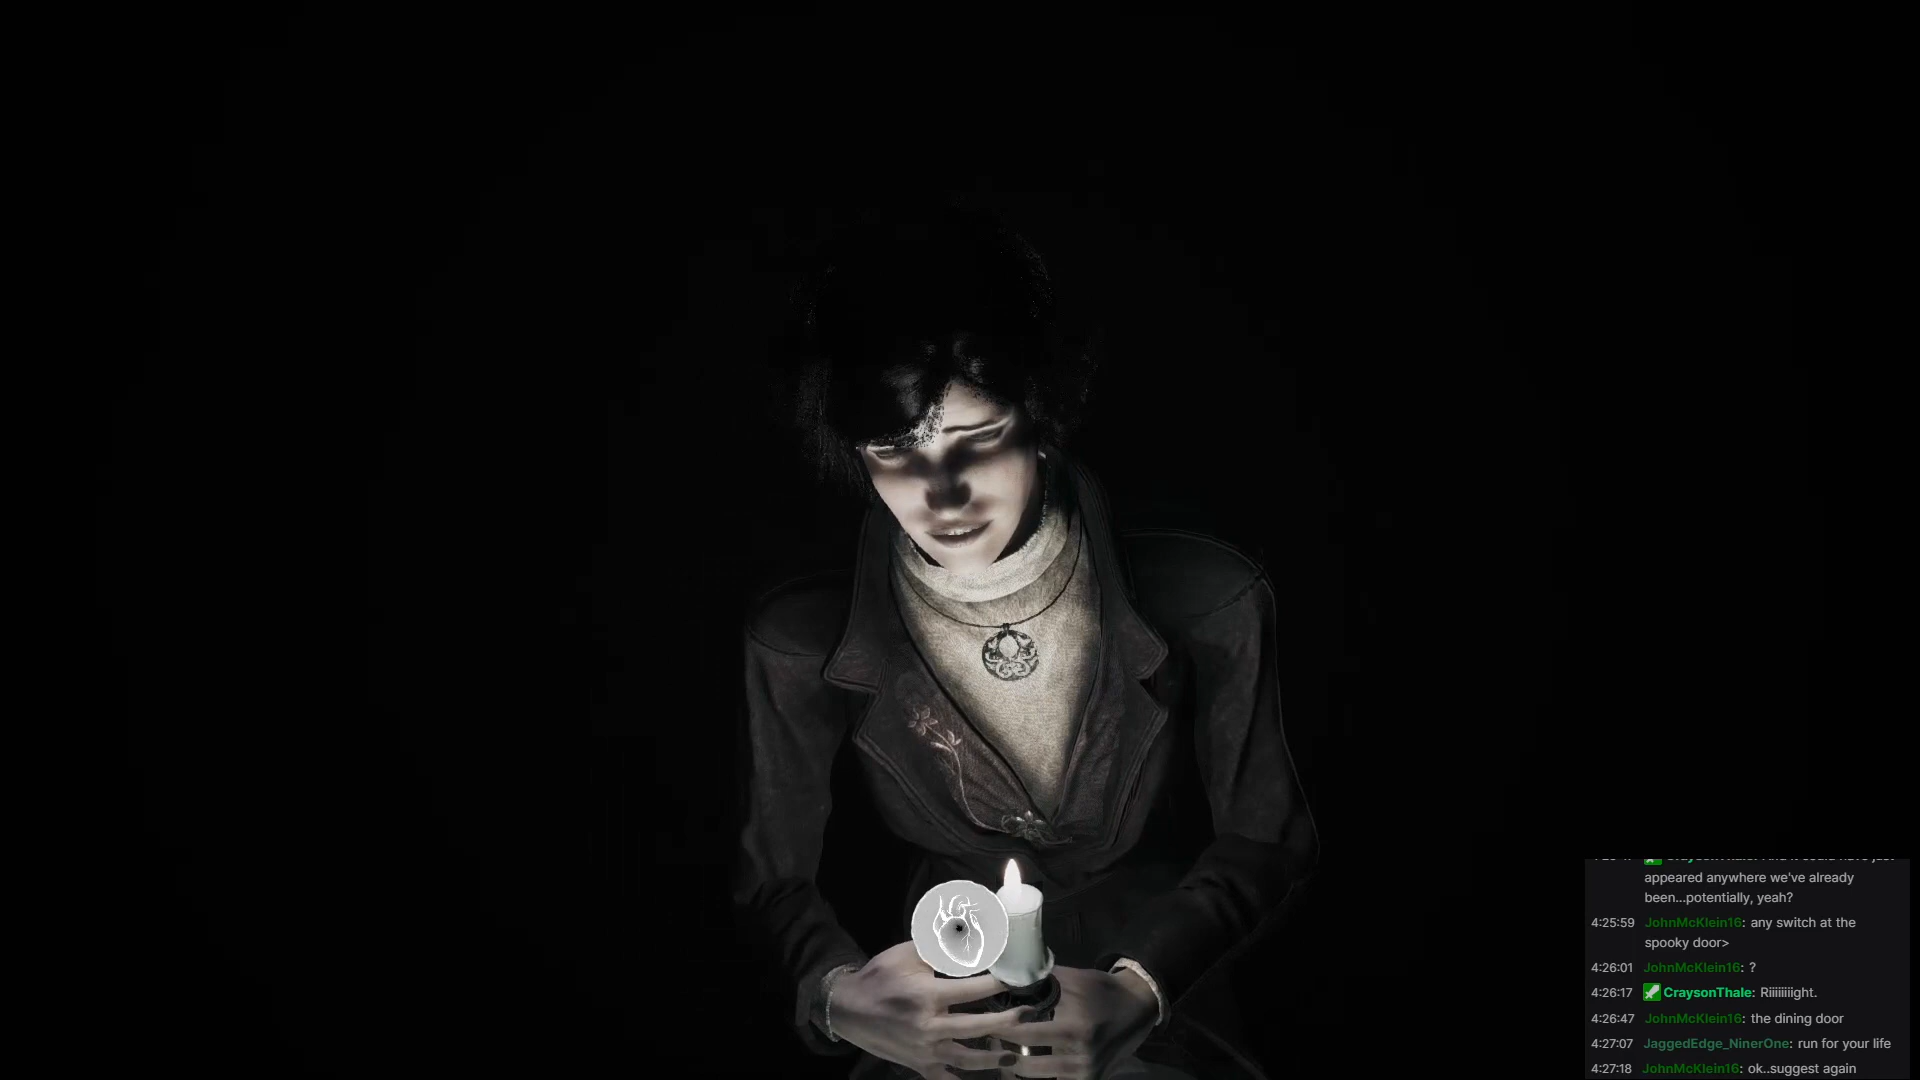 appeared anywhere we've already
been...potentially, yeah?
4:25:59 JohnMcKlein16: any switch at the
spooky door>
4:26:01 JohnMcKlein16: ?
4:26:17 CraysonThale: Riiiiiiiight.
4:26:47 JohnMcKlein16: the dining door
4:27:07 JaggedEdge_NinerOne: run for your life
4:27:18 JohnMcKlein16: ok..suggest again